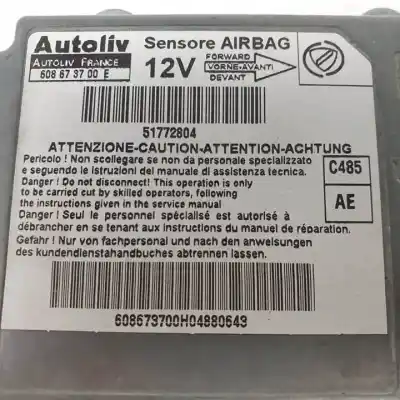 Autoliv Sensore AIRBAG
AUTOLIV FRANCE
608 67 37 00 E
12V
FORWARD
VORNE-AVANTI
DEVANT
51772804
ATTENZIONE-CAUTION-ATTENTION-ACHTUNG
Pericolo ! Non scollegare se non da personale specializzato
e seguendo le istruzioni del manuale di assistenza tecnica.
Danger ! Do not disconnect! This operation is only
to be carried cut by skilled operators, following
the instructions given in the service manual
Danger ! Seul le personnel spécialisé est autorisé à
débrancher en se tenant aux instructions du manuel de réparation.
Gefahr ! Nur von fachpersonal und nach den anweisungen
des kundendienstahandbuches abtrennen lassen.
C485
AE
608673700H04880643